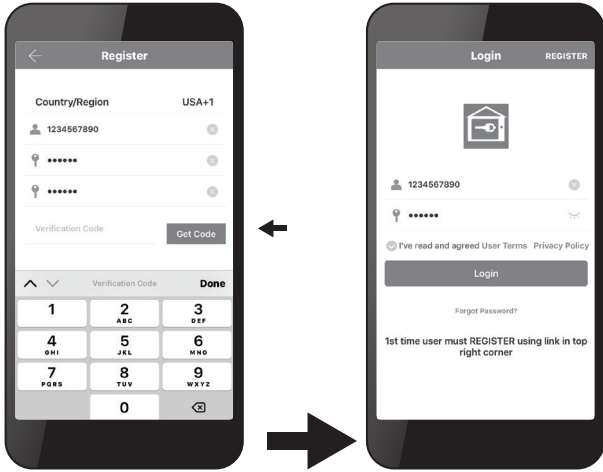 Register
Country/Region USA+1
1234567890
••••••
••••••
Verification Code Get Code
Verification Code Done
1 2 3
ABC DEF
4 5 6
GHI JKL MNO
7 8 9
PQRS TUV WXYZ
0
Login REGISTER
1234567890
••••••
I've read and agreed User Terms Privacy Policy
Login
Forgot Password?
1st time user must REGISTER using link in top
right corner